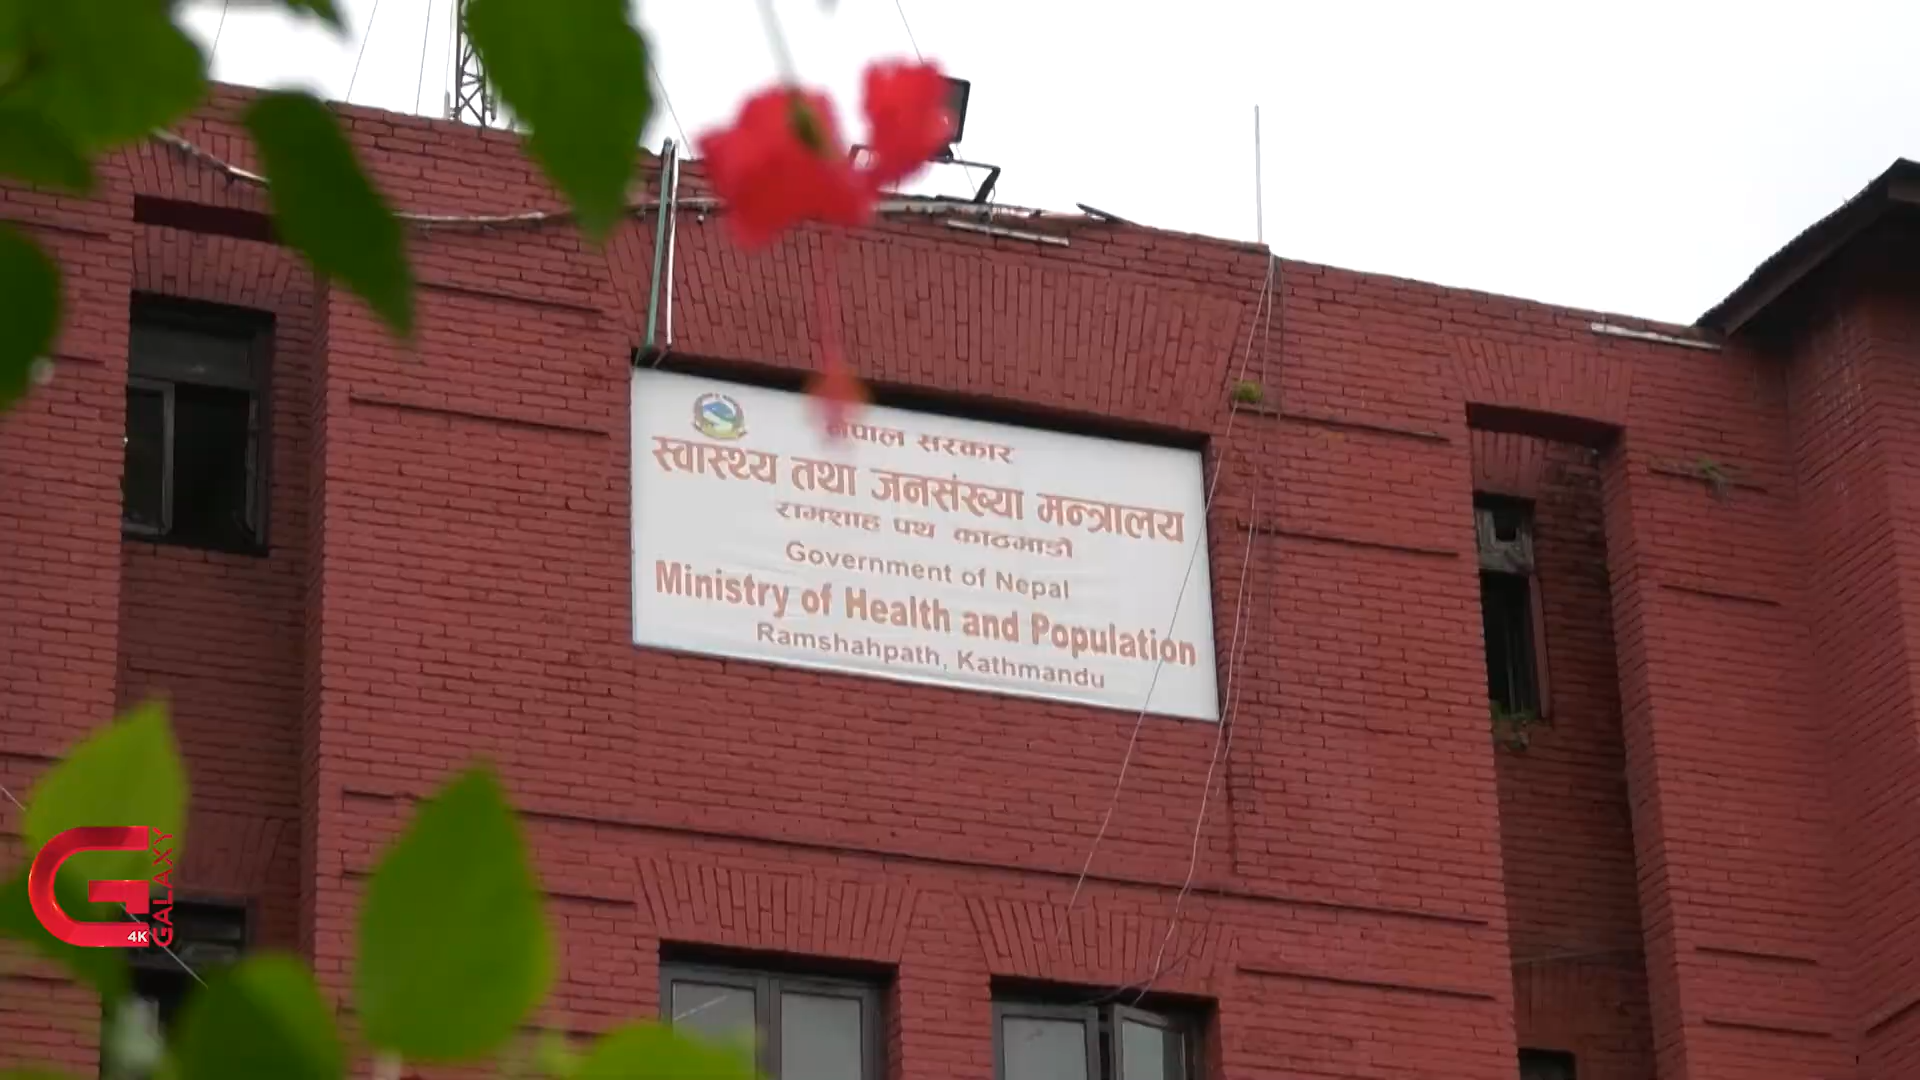 नेपाल सरकार
स्वास्थ्य तथा जनसंख्या मन्त्रालय
रामशाह पथ काठमाडौं
Government of Nepal
Ministry of Health and Population
Ramshahpath, Kathmandu
GALAXY
4K